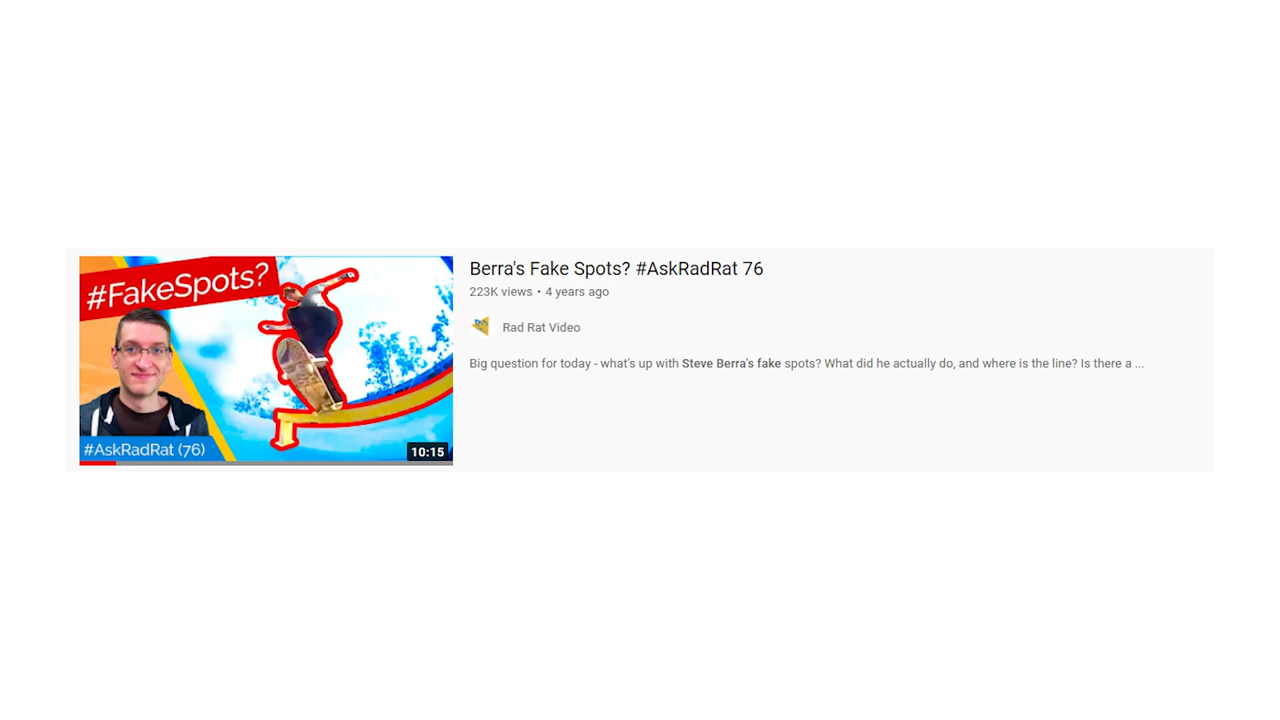 #FakeSpots?
#AskRadRat (76)
10:15
Berra's Fake Spots? #AskRadRat 76
223K views • 4 years ago
Rad Rat Video
Big question for today - what's up with Steve Berra's fake spots? What did he actually do, and where is the line? Is there a ...